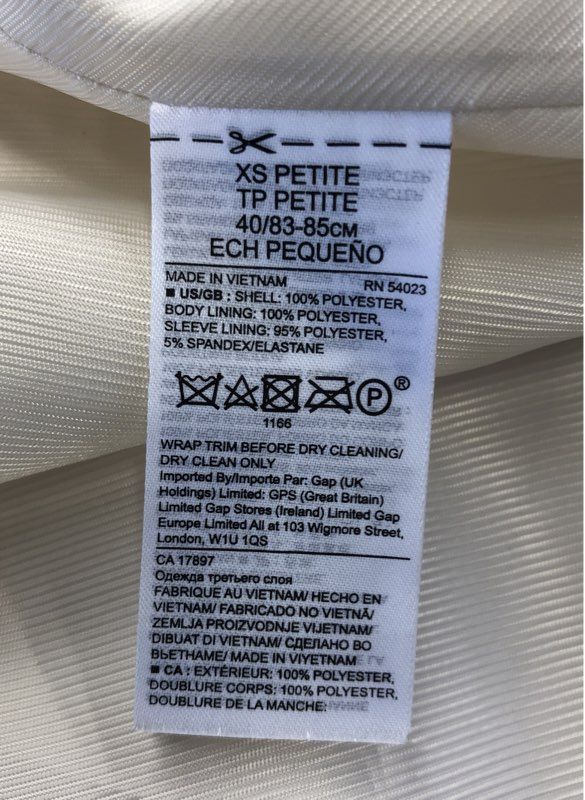 XS PETITE
TP PETITE
40/83-85CM
ECH PEQUEÑO
MADE IN VIETNAM RN 54023
■ US/GB : SHELL: 100% POLYESTER,
BODY LINING: 100% POLYESTER,
SLEEVE LINING: 95% POLYESTER,
5% SPANDEX/ELASTANE
P ®
1166
WRAP TRIM BEFORE DRY CLEANING/
DRY CLEAN ONLY
Imported By/Importe Par: Gap (UK
Holdings) Limited: GPS (Great Britain)
Limited Gap Stores (Ireland) Limited Gap
Europe Limited All at 103 Wigmore Street,
London, W1U 1QS
CA 17897
Одежда третьего слоя
FABRIQUE AU VIETNAM/ HECHO EN
VIETNAM/ FABRICADO NO VIETNÃ/
ZEMLJA PROIZVODNJE VIJETNAM/
DIBUAT DI VIETNAM/ СДЕЛАНО ВО
ВЬЕТНАМЕ/ MADE IN VIYETNAM
■ CA : EXTÉRIEUR: 100% POLYESTER,
DOUBLURE CORPS: 100% POLYESTER,
DOUBLURE DE LA MANCHE: